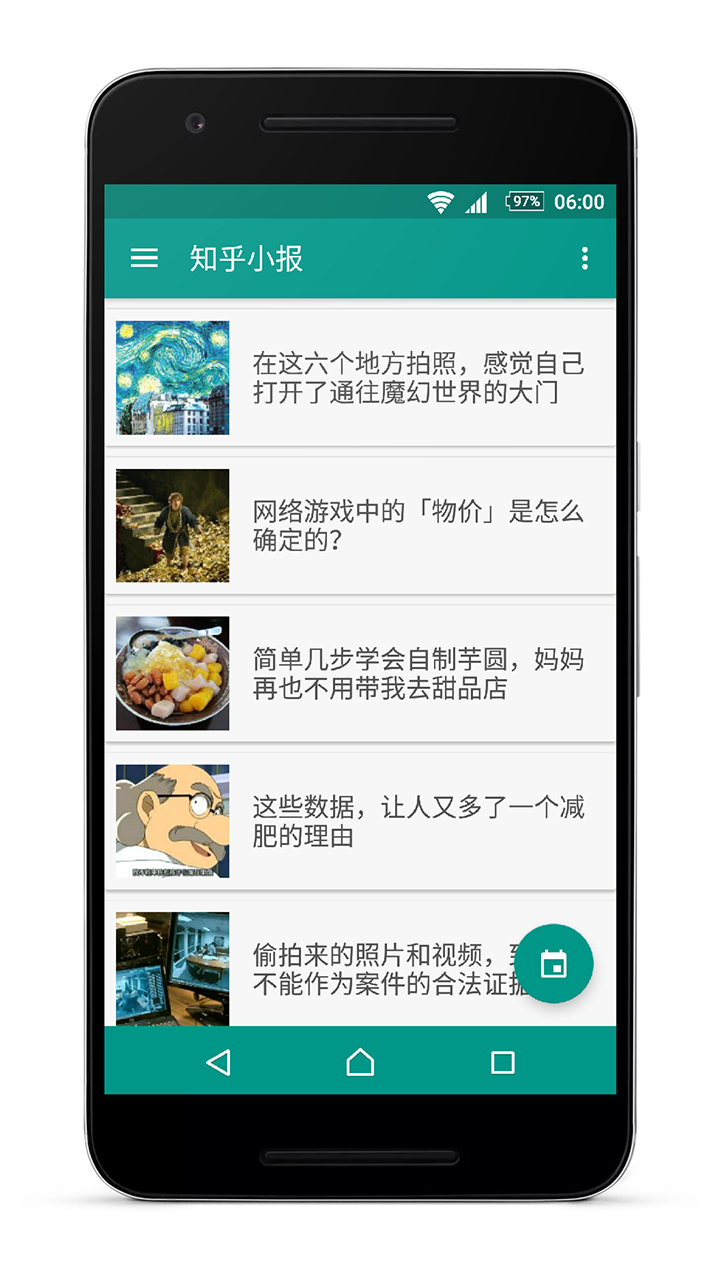 97%
06:00
知乎小报
在这六个地方拍照，感觉自己
打开了通往魔幻世界的大门
网络游戏中的「物价」是怎么
确定的？
简单几步学会自制芋圆，妈妈
再也不用带我去甜品店
这些数据，让人又多了一个减
肥的理由
偷拍来的照片和视频，
不能作为案件的合法证据